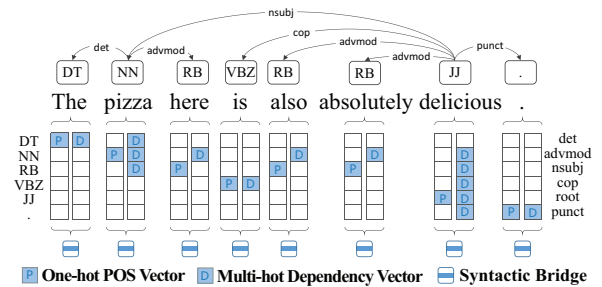 nsubj
cop
det advmod advmod punct
advmod
DT NN RB VBZ RB RB JJ .
The pizza here is also absolutely delicious .
DT P D D det
NN P D D D P D D advmod
RB D P P P D nsubj
VBZ P D D cop
JJ P D root
. D P D punct
P One-hot POS Vector D Multi-hot Dependency Vector Syntactic Bridge